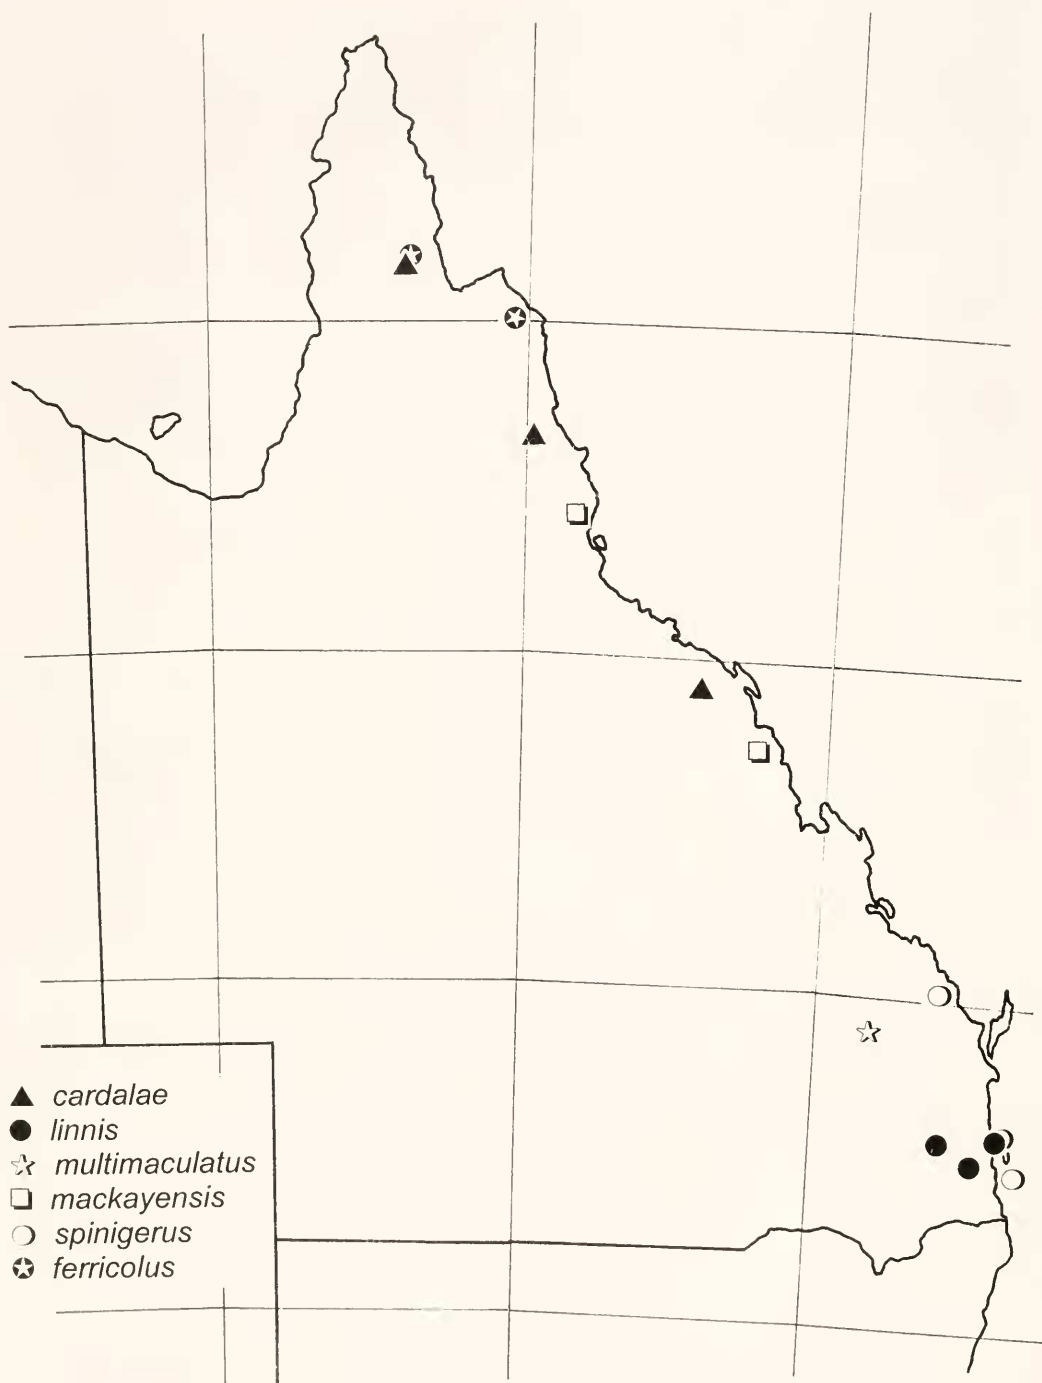 cardalae
linnis
multimaculatus
mackayensis
spinigerus
ferricolus